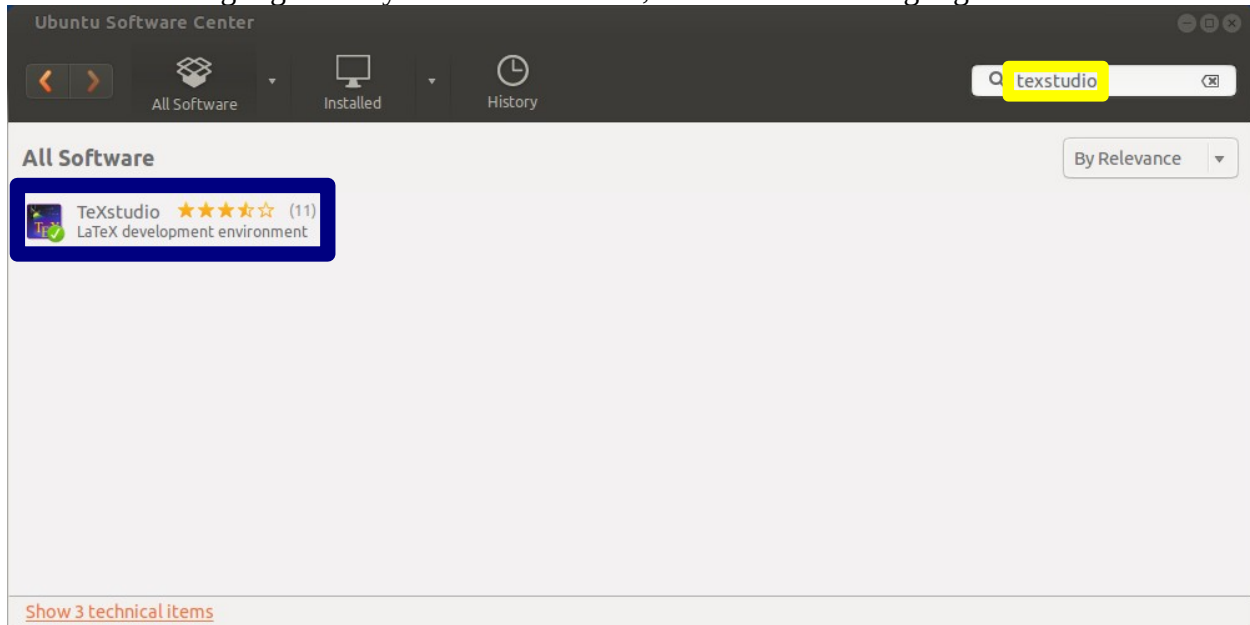 Ubuntu Software Center
All Software
Installed
History
texstudio
All Software
By Relevance
TeXstudio (11)
LaTeX development environment
Show 3 technical items